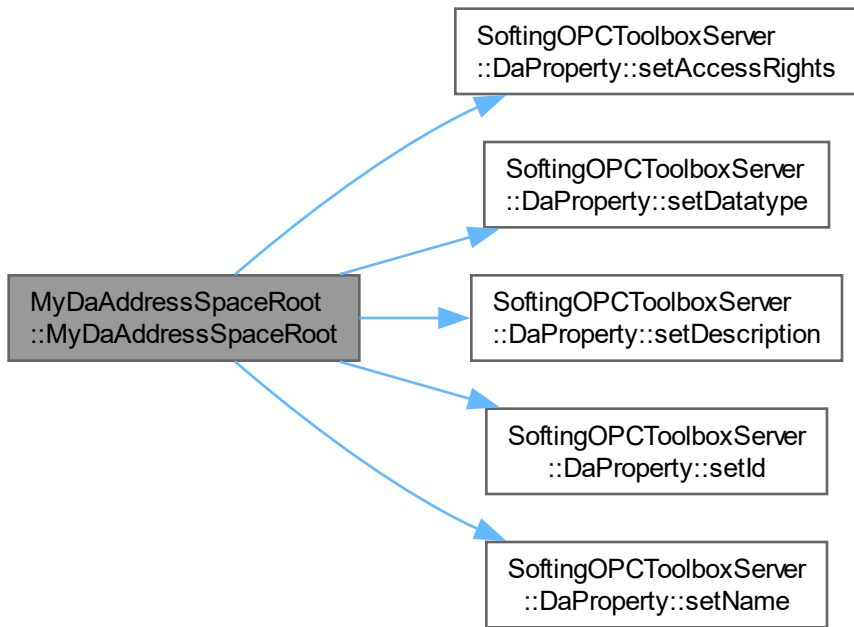 MyDaAddressSpaceRoot
::MyDaAddressSpaceRoot
SoftingOPCToolboxServer
::DaProperty::setAccessRights
SoftingOPCToolboxServer
::DaProperty::setDatatype
SoftingOPCToolboxServer
::DaProperty::setDescription
SoftingOPCToolboxServer
::DaProperty::setId
SoftingOPCToolboxServer
::DaProperty::setName